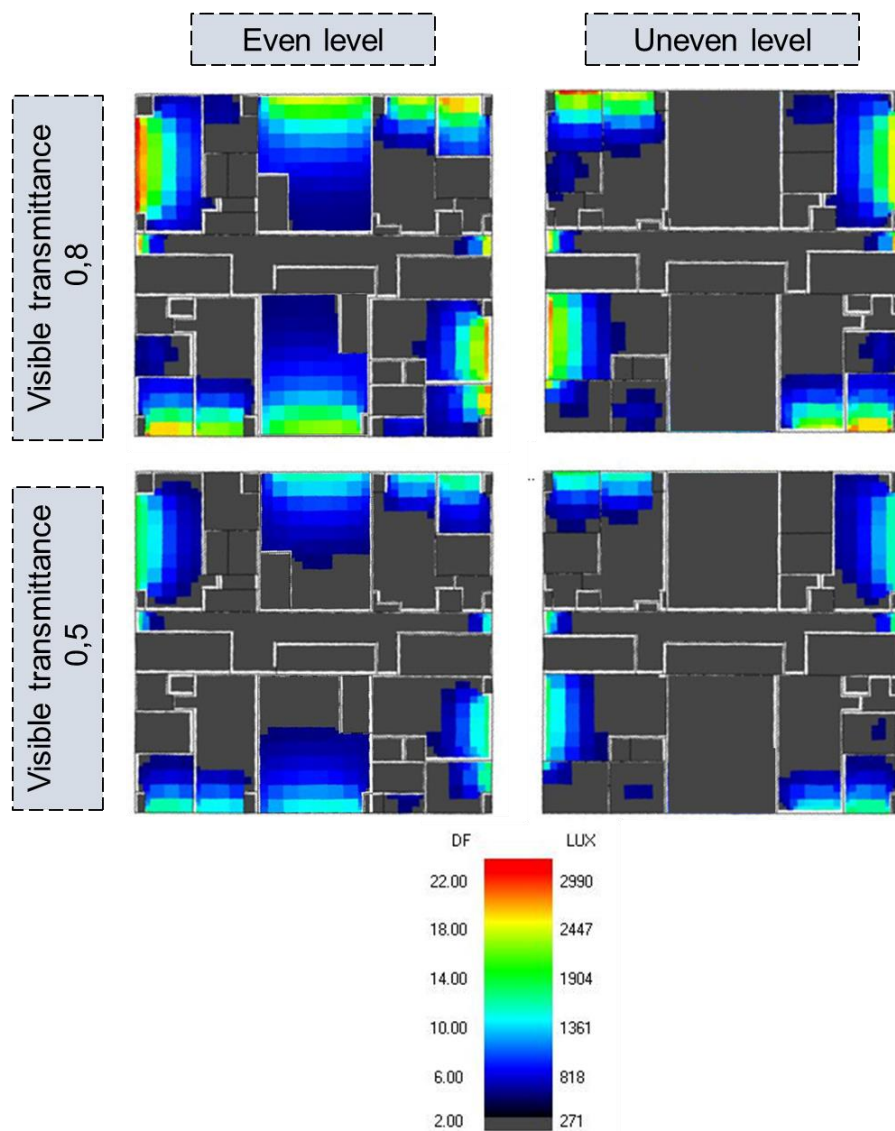 Even level
Uneven level
Visible transmittance
0,8
Visible transmittance
0,5
DF LUX
22.00 2990
18.00 2447
14.00 1904
10.00 1361
6.00 818
2.00 271